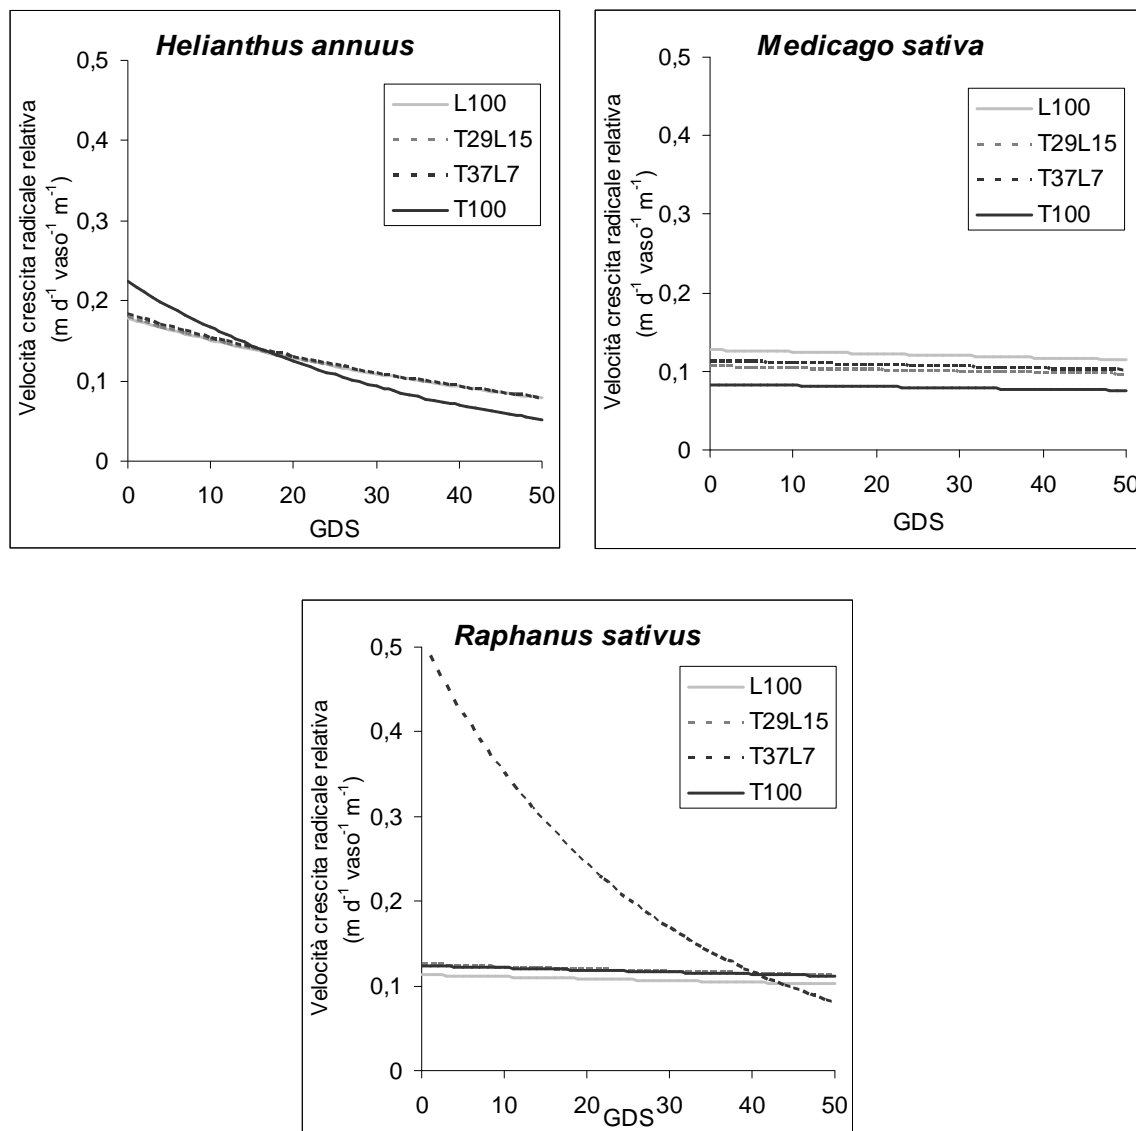 Helianthus annuus
Velocità crescita radicale relativa
(m d-1 vaso-1 m-1)
0,5
0,4
0,3
0,2
0,1
0
L100
T29L15
T37L7
T100
0 10 20 30 40 50
GDS
Medicago sativa
Velocità crescita radicale relativa
(m d-1 vaso-1 m-1)
0,5
0,4
0,3
0,2
0,1
0
L100
T29L15
T37L7
T100
0 10 20 30 40 50
GDS
Raphanus sativus
Velocità crescita radicale relativa
(m d-1 vaso-1 m-1)
0,5
0,4
0,3
0,2
0,1
0
L100
T29L15
T37L7
T100
0 10 20 30 40 50
GDS